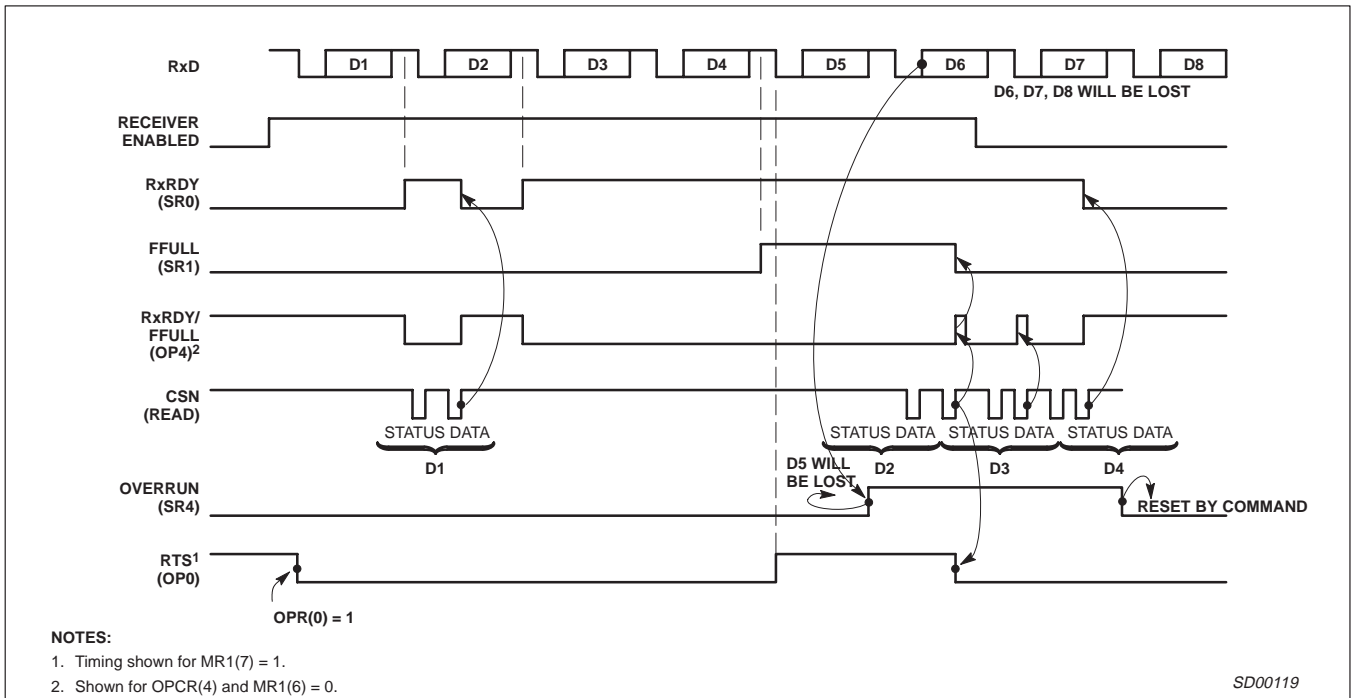 RxD
D1 D2 D3 D4 D5 D6 D7 D8
D6, D7, D8 WILL BE LOST
RECEIVER
ENABLED
RxRDY
(SR0)
FFULL
(SR1)
RxRDY/
FFULL
(OP4)2
CSN
(READ)
STATUS DATA STATUS DATA STATUS DATA STATUS DATA
D1 D2 D3 D4
D5 WILL
BE LOST
OVERRUN
(SR4)
RESET BY COMMAND
RTS1
(OP0)
OPR(0) = 1
NOTES:
1. Timing shown for MR1(7) = 1.
2. Shown for OPCR(4) and MR1(6) = 0.
SD00119